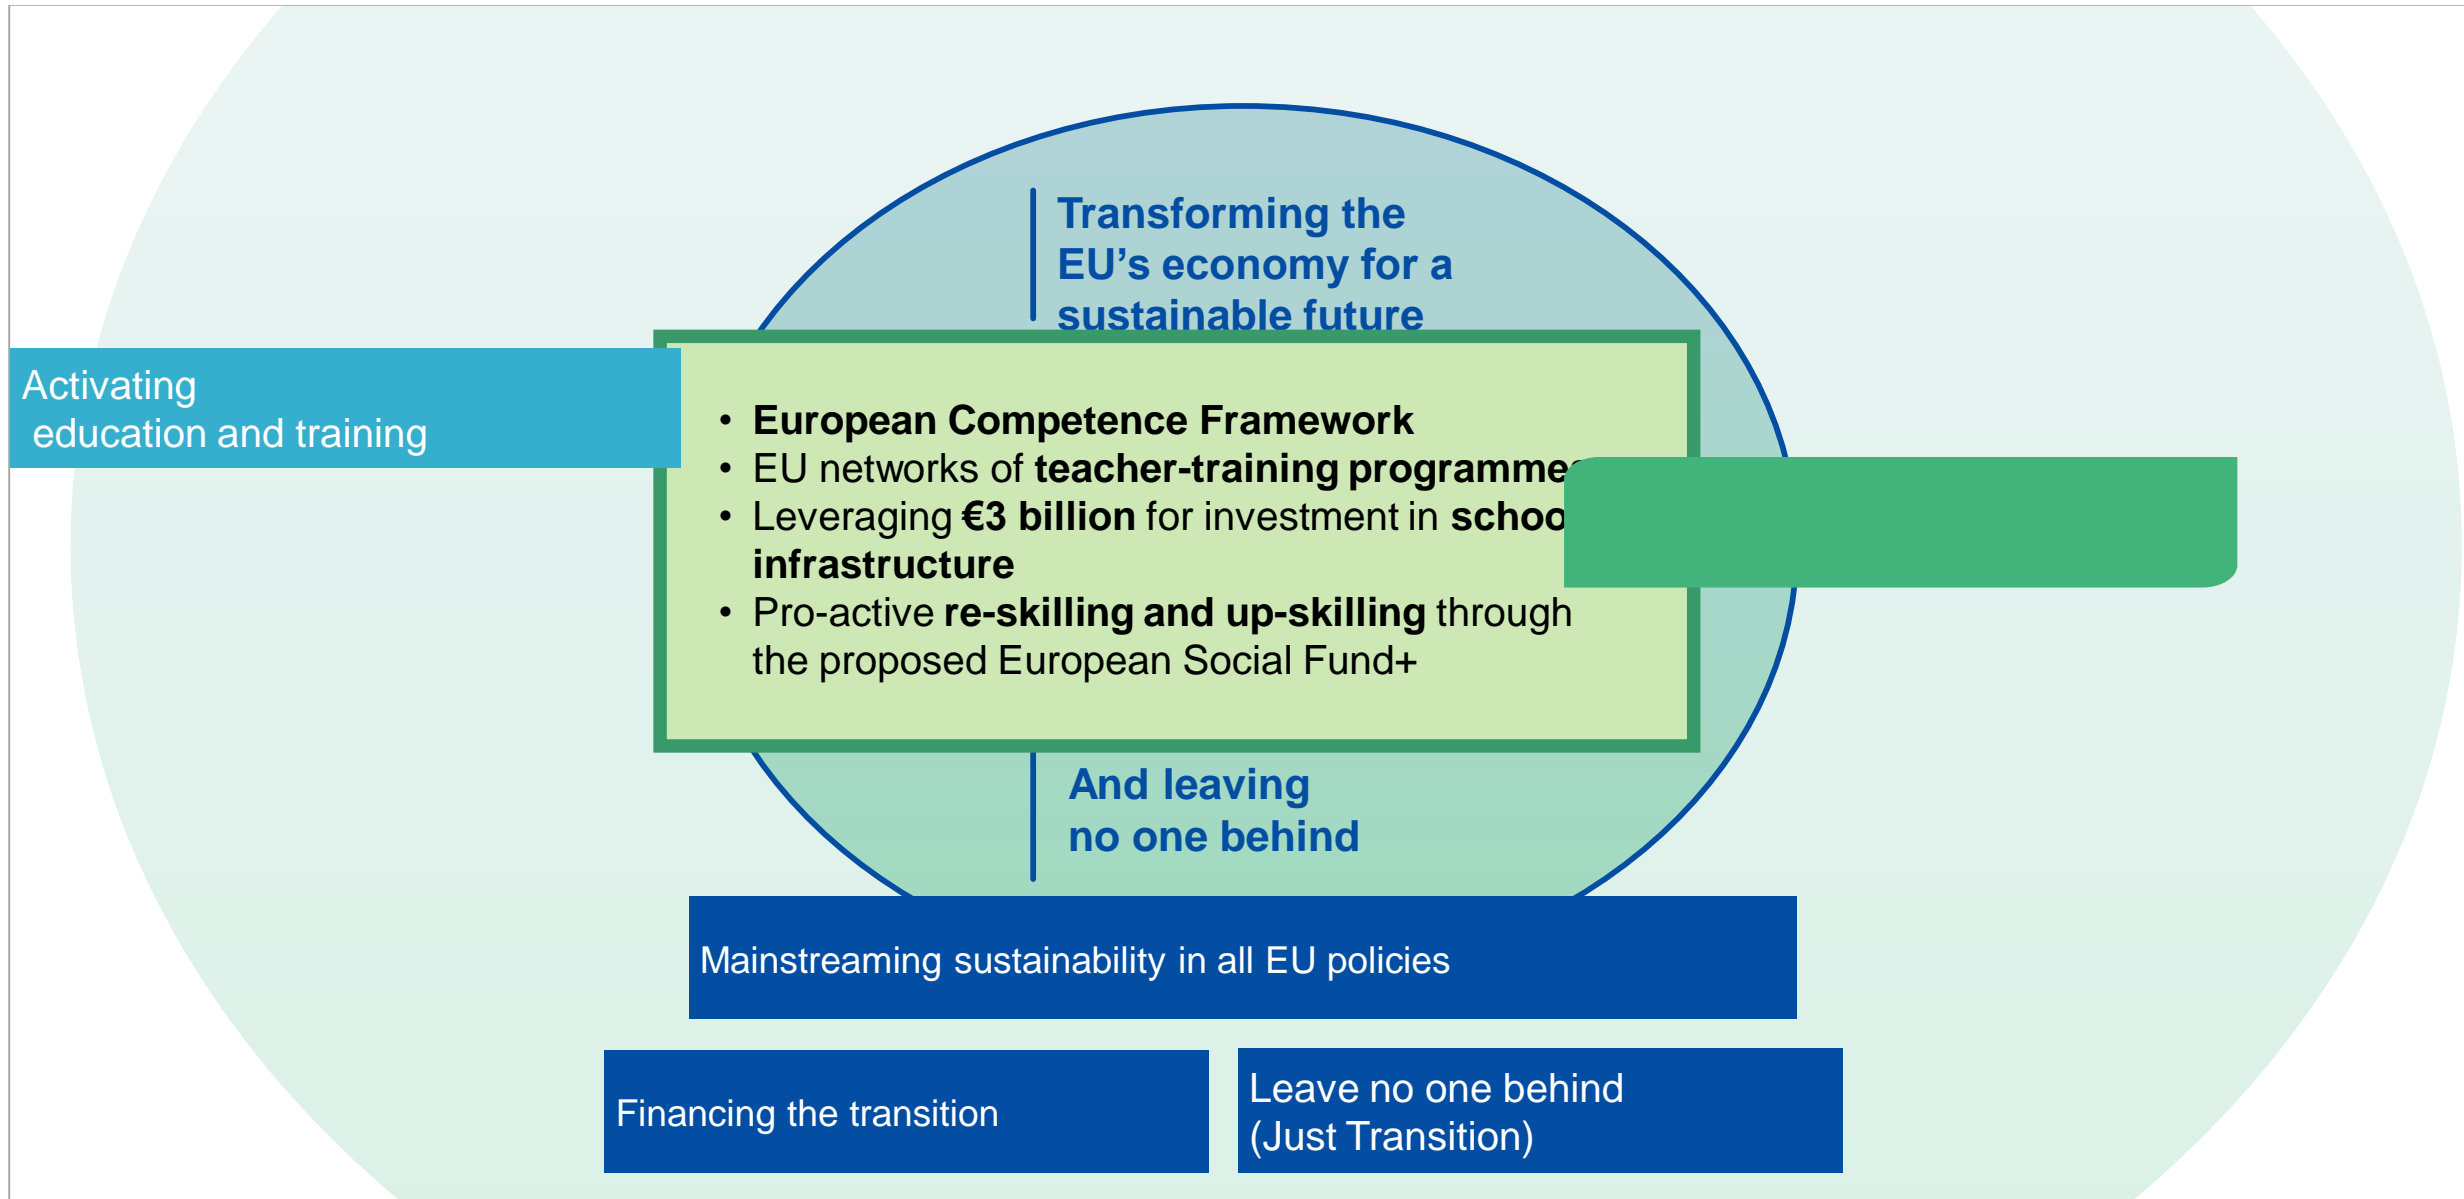 Transforming the
EU’s economy for a
sustainable future
Activating
education and training
• European Competence Framework
• EU networks of teacher-training programmes
• Leveraging €3 billion for investment in
infrastructure
• Pro-active re-skilling and up-skilling through
the proposed European Social Fund+
And leaving
no one behind
Mainstreaming sustainability in all EU policies
Financing the transition
Leave no one behind
(Just Transition)